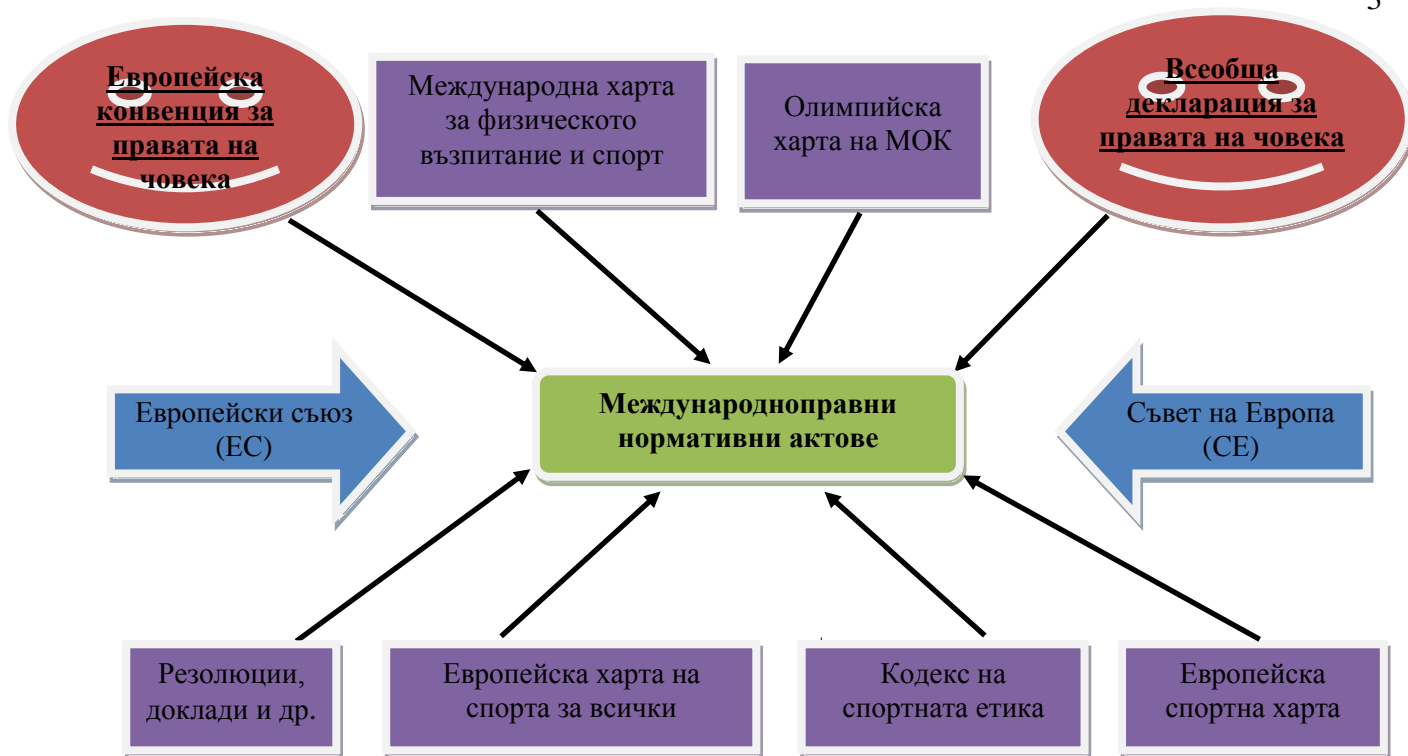 Европейска
конвенция за
правата на
човека
Международна харта
за физическото
възпитание и спорт
Олимпийска
харта на МОК
Всеобща
декларация за
правата на човека
Европейски съюз
(ЕС)
Международноправни
нормативни актове
Съвет на Европа
(СЕ)
Резолюции,
доклади и др.
Европейска харта на
спорта за всички
Кодекс на
спортната етика
Европейска
спортна харта